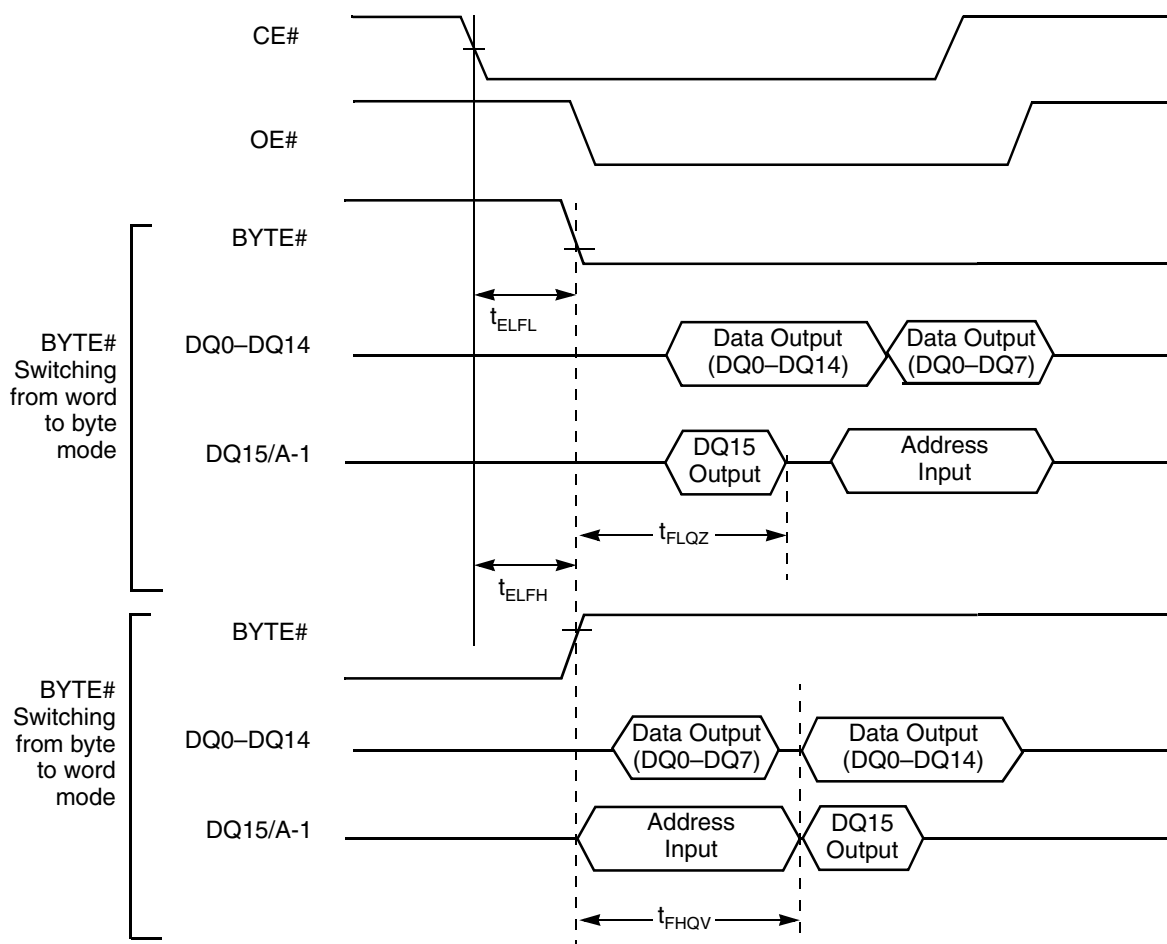 CE#
OE#
BYTE#
tELFL
BYTE#
Switching
from word
to byte
mode
DQ0–DQ14
Data Output
(DQ0–DQ14)
Data Output
(DQ0–DQ7)
DQ15/A-1
DQ15
Output
Address
Input
tFLQZ
tELFH
BYTE#
BYTE#
Switching
from byte
to word
mode
DQ0–DQ14
Data Output
(DQ0–DQ7)
Data Output
(DQ0–DQ14)
DQ15/A-1
Address
Input
DQ15
Output
tFHQV